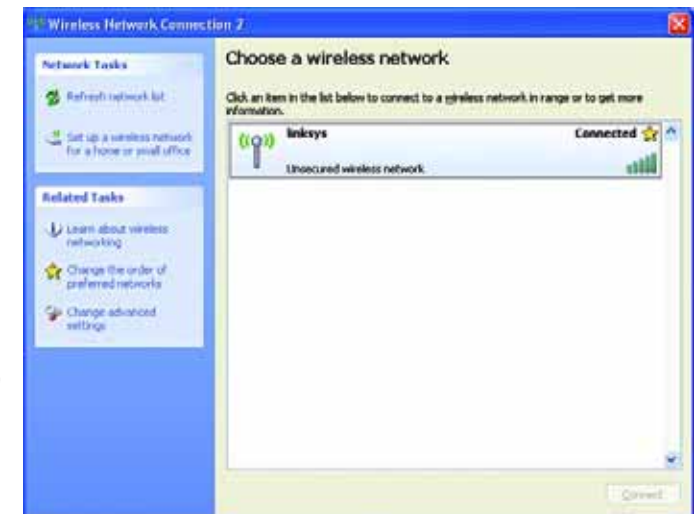 Wireless Network Connection 2
Network Tasks
Refresh network list
Set up a wireless network
for a home or small office
Related Tasks
Learn about wireless
networking
Change the order of
preferred networks
Change advanced
settings
Choose a wireless network
Click an item in the list below to connect to a wireless network in range or to get more
information.
linksys
Connected
Unsecured wireless network
Connect